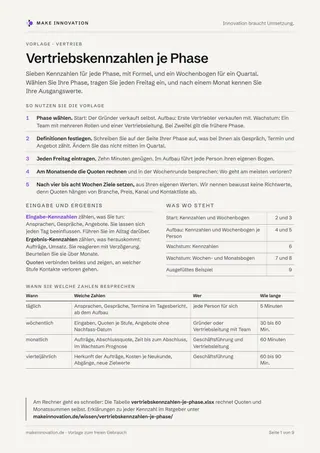 MAKE INNOVATION
Innovation braucht Umsetzung.
VORLAGE · VERTRIEB
Vertriebskennzahlen je Phase
Sieben Kennzahlen für jede Phase, mit Formel, und ein Wochenbogen für ein Quartal.
Wählen Sie Ihre Phase, tragen Sie jeden Freitag ein, und nach einem Monat kennen Sie
Ihre Ausgangswerte.
SO NUTZEN SIE DIE VORLAGE
1 Phase wählen. Start: Der Gründer verkauft selbst. Aufbau: Erste Vertriebler verkaufen mit. Wachstum: Ein
Team mit mehreren Rollen und einer Vertriebsleitung. Bei Zweifel gilt die frühere Phase.
2 Definitionen festlegen. Schreiben Sie auf der Seite Ihrer Phase auf, was bei Ihnen als Gespräch, Termin und
Angebot zählt. Ändern Sie das nicht mitten im Quartal.
3 Jeden Freitag eintragen. Zehn Minuten genügen. Im Aufbau führt jede Person ihren eigenen Bogen.
4 Am Monatsende die Quoten rechnen und in der Wochenrunde besprechen: Wo geht am meisten verloren?
5 Nach vier bis acht Wochen Ziele setzen, aus Ihren eigenen Werten. Wir nennen bewusst keine Richtwerte,
denn Quoten hängen von Branche, Preis, Kanal und Kontaktliste ab.
EINGABE UND ERGEBNIS
Eingabe-Kennzahlen zählen, was Sie tun:
Ansprachen, Gespräche, Angebote. Sie lassen sich
jeden Tag beeinflussen. Führen Sie im Alltag darüber.
Ergebnis-Kennzahlen zählen, was herauskommt:
Aufträge, Umsatz. Sie reagieren mit Verzögerung.
Beurteilen Sie sie über Monate.
Quoten verbinden beides und zeigen, an welcher
Stufe Kontakte verloren gehen.
WAS WO STEHT
Start: Kennzahlen und Wochenbogen 2 und 3
Aufbau: Kennzahlen und Wochenbogen je
Person 4 und 5
Wachstum: Kennzahlen 6
Wachstum: Wochen- und Monatsbogen 7 und 8
Ausgefülltes Beispiel 9
WANN SIE WELCHE ZAHLEN BESPRECHEN
Wann Welche Zahlen Wer Wie lange
täglich Ansprachen, Gespräche, Termine im Tagesbericht,
ab dem Aufbau jede Person für sich 5 Minuten
wöchentlich Eingaben, Quoten je Stufe, Angebote ohne
Nachfass-Datum Gründer oder
Vertriebsleitung mit Team 30 bis 60
Min.
monatlich Aufträge, Abschlussquote, Zeit bis zum Abschluss,
im Wachstum Prognose Geschäftsführung und
Vertriebsleitung 60 Minuten
vierteljährlich Herkunft der Aufträge, Kosten je Neukunde,
Abgänge, neue Zielwerte Geschäftsführung 60 bis 90
Min.
Am Rechner geht es schneller: Die Tabelle vertriebskennzahlen-je-phase.xlsx rechnet Quoten und
Monatssummen selbst. Erklärungen zu jeder Kennzahl im Ratgeber unter
makeinnovation.de/wissen/vertriebskennzahlen-je-phase/
makeinnovation.de · Vorlage zum freien Gebrauch
Seite 1 von 9